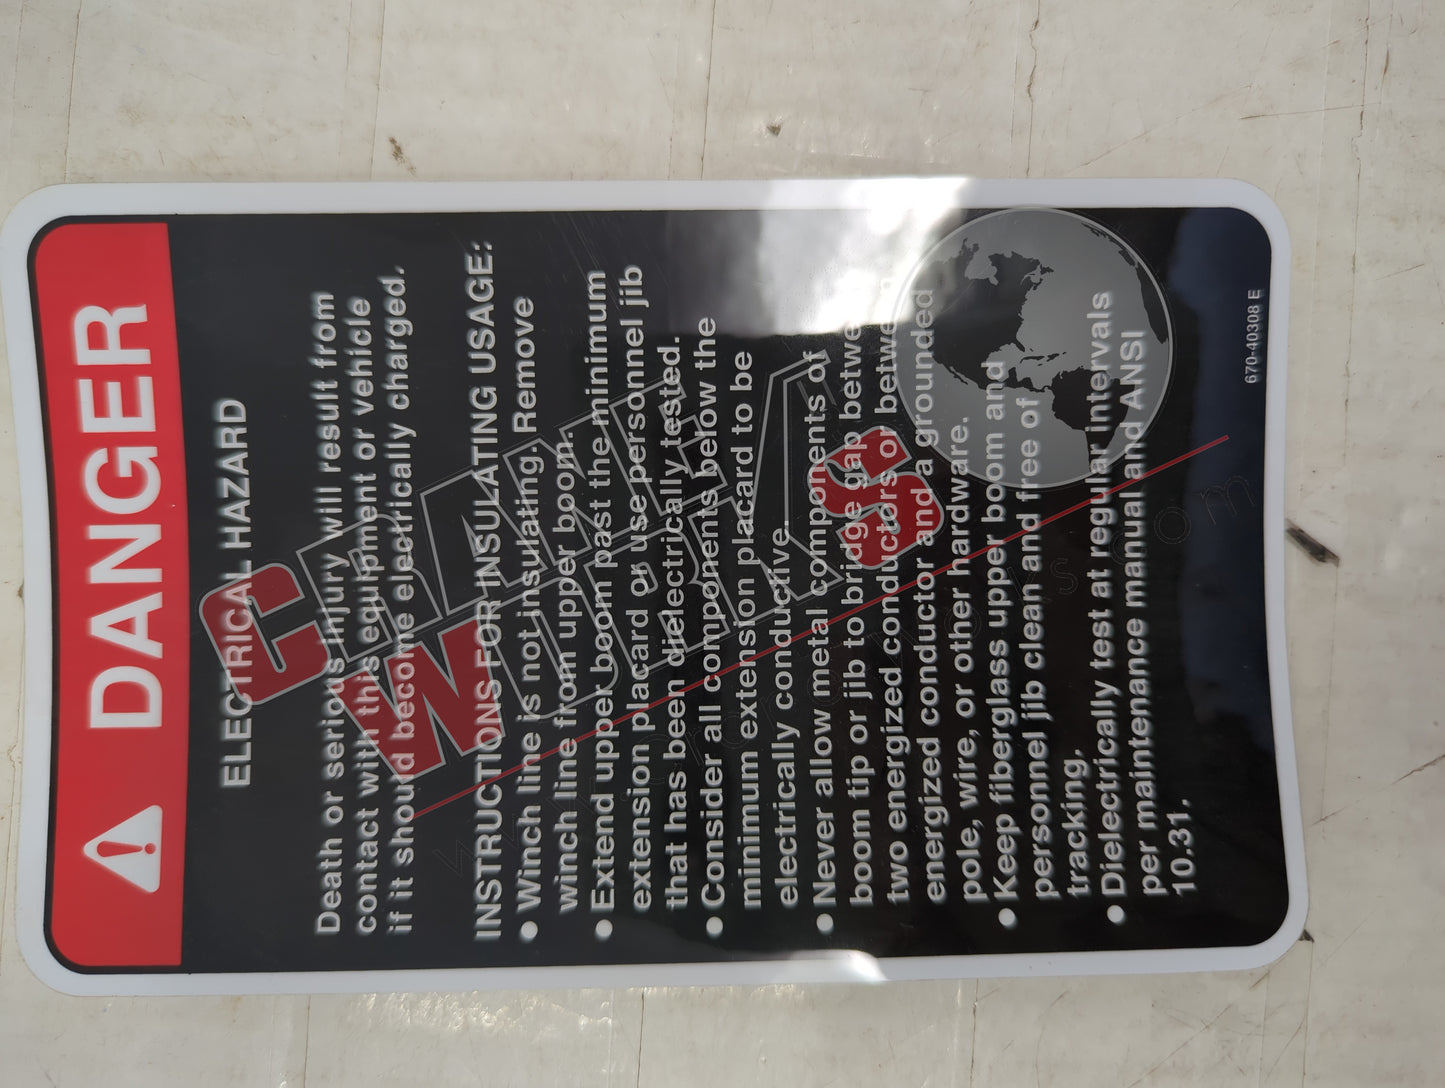 DANGER
ELECTRICAL HAZARD
Death or serious injury will result from
contact with this equipment or vehicle
if it should become electrically charged.
INSTRUCTIONS FOR INSULATING USAGE:
• Winch line is not insulating. Remove
winch line from upper boom.
• Extend upper boom past the minimum
extension placard or use personnel jib
that has been dielectrically tested.
• Consider all components below the
minimum extension placard to be
electrically conductive.
• Never allow metal components of
boom tip or jib to bridge gap betwe
two energized conductors or betwe
energized conductor and a grounded
pole, wire, or other hardware.
• Keep fiberglass upper boom and
personnel jib clean and free of
tracking.
• Dielectrically test at regular intervals
per maintenance manual and ANSI
10.31.
670-40308 E
CRANE
WORKS
www.craneworks.com